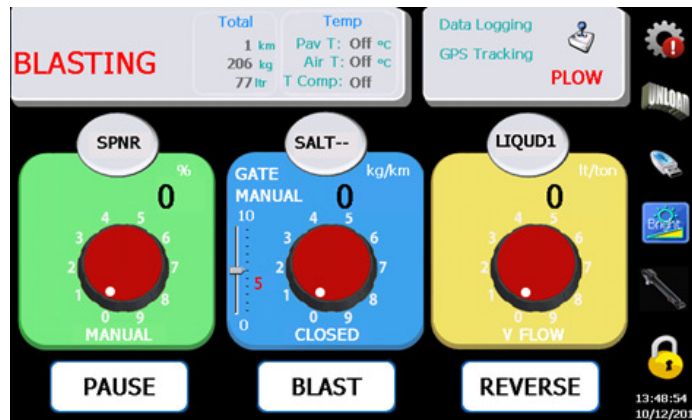 BLASTING
Total
1 km
206 kg
77 ltr
Temp
Pav T: Off ºc
Air T: Off ºc
T Comp: Off
Data Logging
GPS Tracking
PLOW
UNLOAD
SPNR
%
0
0 1 2 3 4 5 6 7 8 9
MANUAL
SALT--
GATE
MANUAL
kg/km
0
10
5
0
0 1 2 3 4 5 6 7 8 9
CLOSED
LIQUD1
lt/ton
0
0 1 2 3 4 5 6 7 8 9
V FLOW
Bright
PAUSE
BLAST
REVERSE
13:48:54
10/12/201